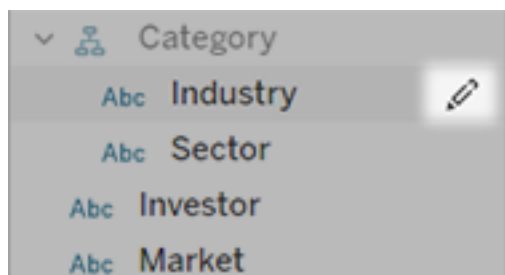 Category
Abc Industry
Abc Sector
Abc Investor
Abc Market